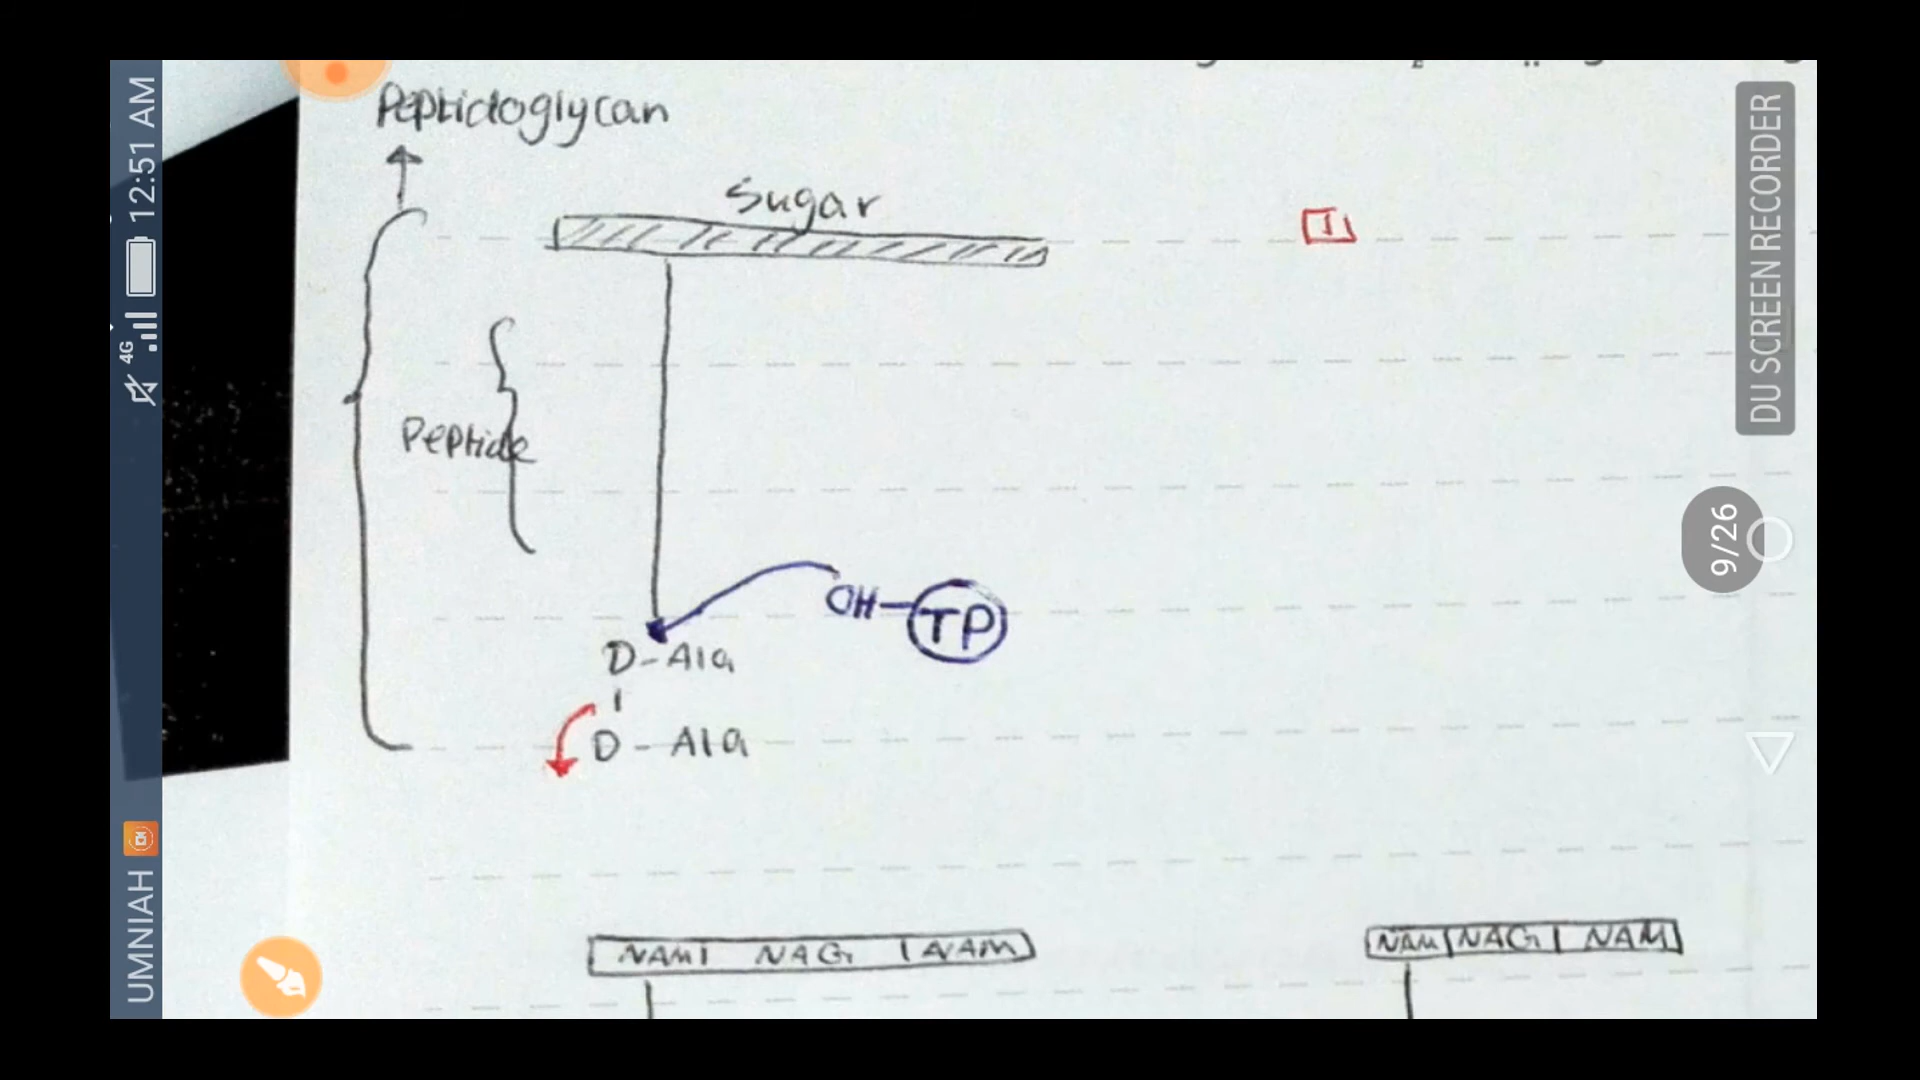 Peptidoglycan
Sugar
1
Peptide
OH-TP
D-Ala
D-Ala
NAM NAG NAM
NAM NAG NAM
12:51 AM
4G
UMNIAH
DU SCREEN RECORDER
9/26